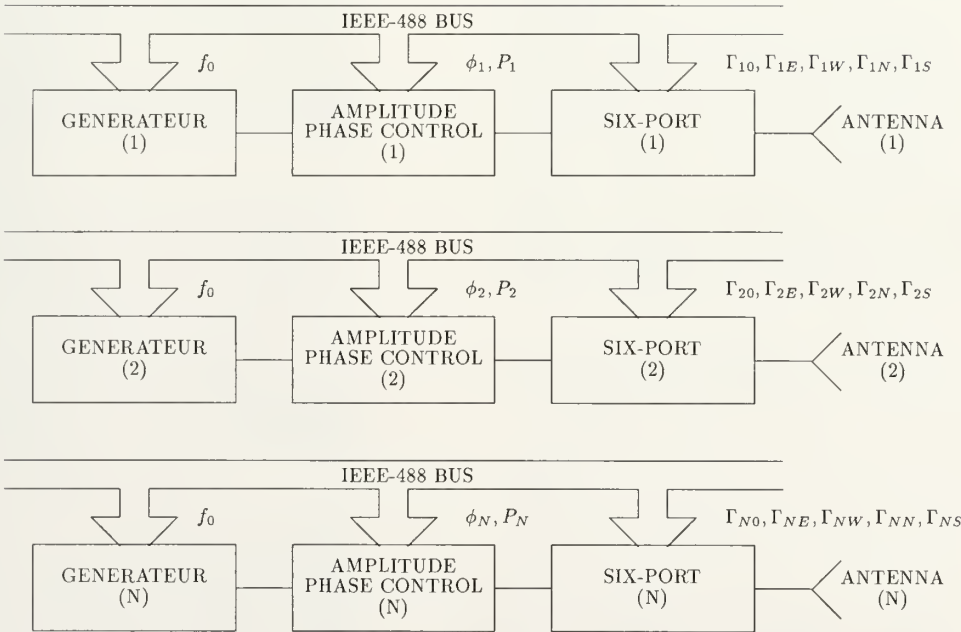 IEEE-488 BUS
f₀ ϕ₁, P₁ Γ₁₀, Γ₁E, Γ₁W, Γ₁N, Γ₁S
GENERATEUR (1)
AMPLITUDE PHASE CONTROL (1)
SIX-PORT (1)
ANTENNA (1)
IEEE-488 BUS
f₀ ϕ₂, P₂ Γ₂₀, Γ₂E, Γ₂W, Γ₂N, Γ₂S
GENERATEUR (2)
AMPLITUDE PHASE CONTROL (2)
SIX-PORT (2)
ANTENNA (2)
IEEE-488 BUS
f₀ ϕN, PN ΓN0, ΓNE, ΓNW, ΓNN, ΓNS
GENERATEUR (N)
AMPLITUDE PHASE CONTROL (N)
SIX-PORT (N)
ANTENNA (N)